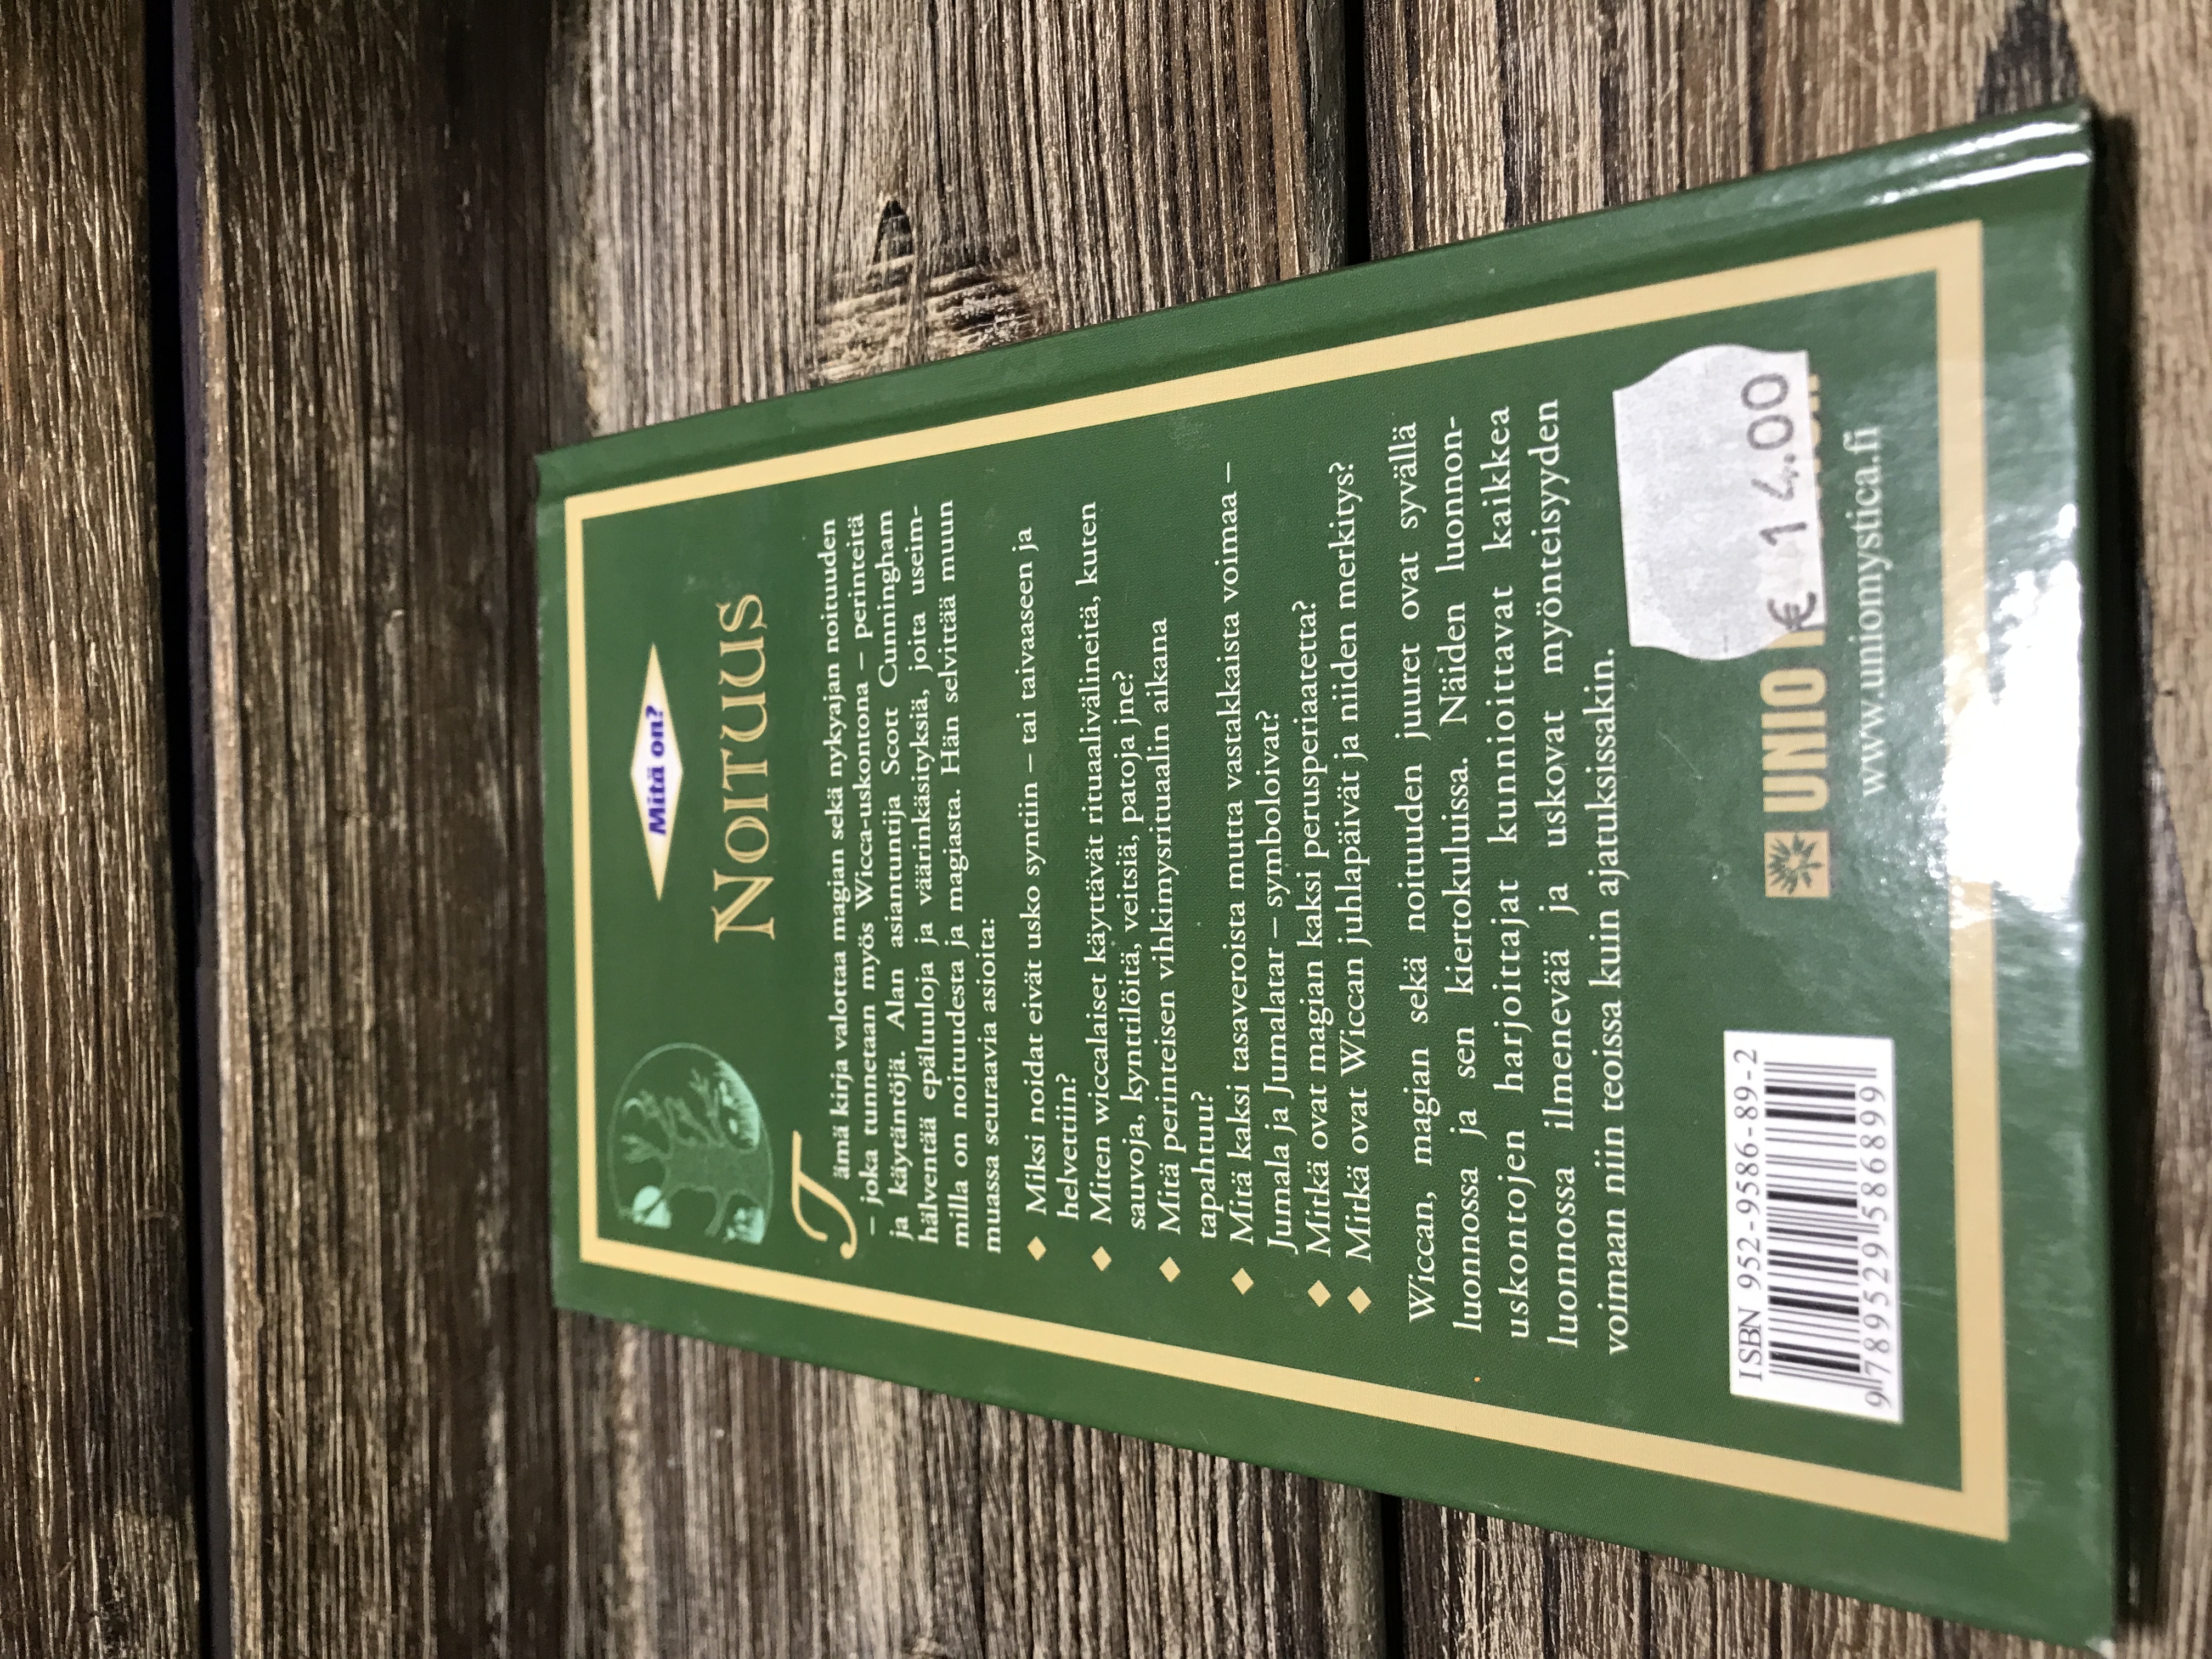 Mitä on?
NOITUUS
Tämä kirja valottaa magian sekä nykyajan noituuden
– joka tunnetaan myös Wicca-uskontona – perinteitä
ja käytäntöjä. Alan asiantuntija Scott Cunningham
hälventää epäluuloja ja väärinkäsityksiä, joita usein-
milla on noituudesta ja magiasta. Hän selvittää muun
muassa seuraavia asioita:
◆ Miksi noidat eivät usko syntiin – tai taivaaseen ja
helvettiin?
◆ Miten wiccalaiset käyttävät rituaalivälineitä, kuten
sauvoja, kynttilöitä, veitsiä, patoja jne?
◆ Mitä perinteisen vihkimysrituaalin aikana
tapahtuu?
◆ Mitä kaksi tasaveroista mutta vastakkaista voimaa –
Jumala ja Jumalatar – symboloivat?
◆ Mitkä ovat magian kaksi perusperiaatetta?
◆ Mitkä ovat Wiccan juhlapäivät ja niiden merkitys?
Wiccan, magian sekä noituuden juuret ovat syvällä
luonnossa ja sen kiertokuluissa. Näiden luonnon-
uskontojen harjoittajat kunnioittavat kaikkea
luonnossa ilmenevää ja uskovat myönteisyyden
voimaan niin teoissa kuin ajatuksissakin.
ISBN 952-9586-89-2
9789529586899
UNIO
€ 14.00
www.uniomystica.fi